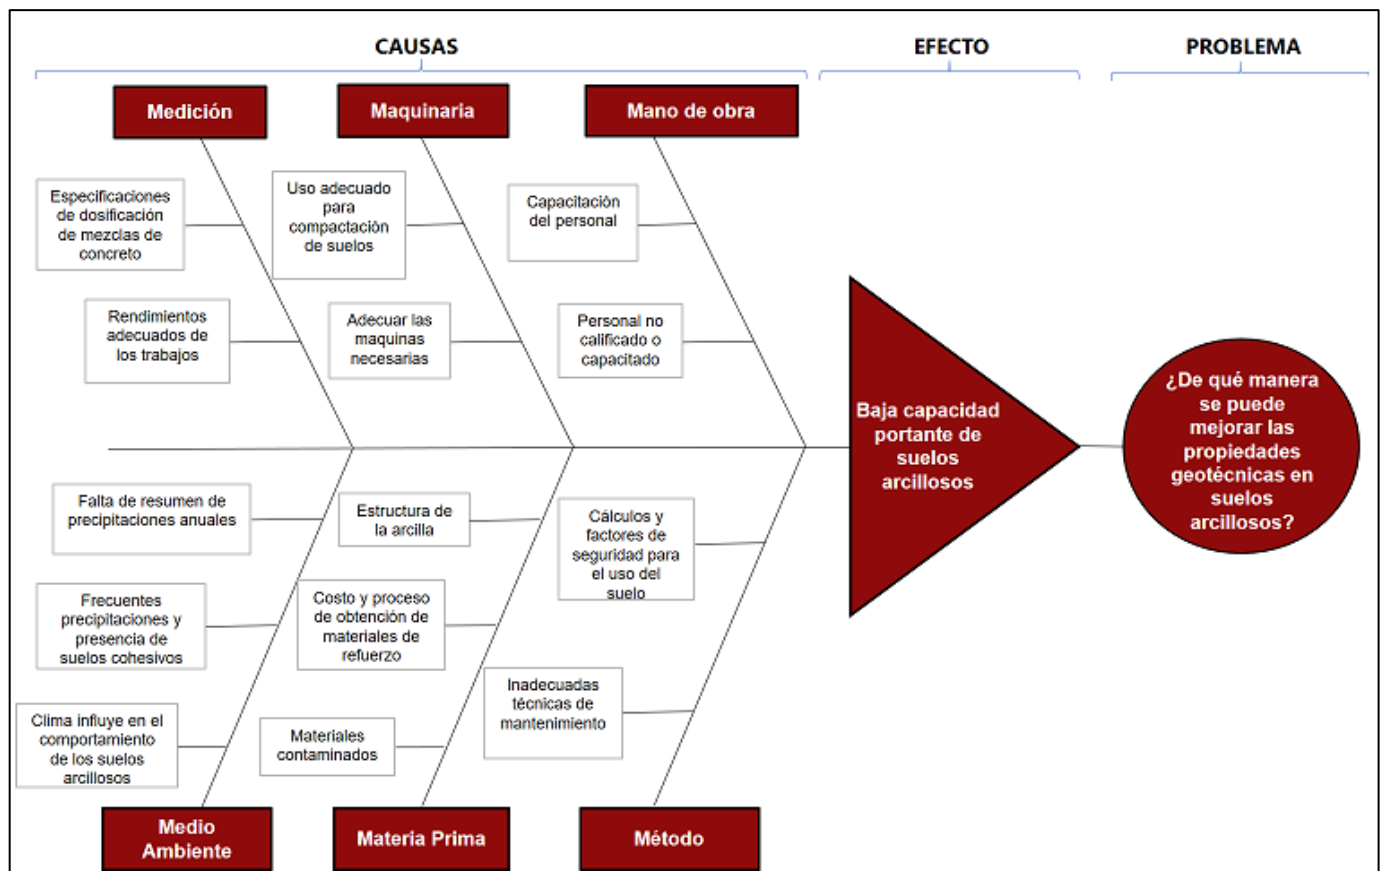 CAUSAS
EFECTO
PROBLEMA
Medición
Maquinaria
Mano de obra
Especificaciones
de dosificación
de mezclas de
concreto
Uso adecuado
para
compactación
de suelos
Capacitación
del personal
Rendimientos
adecuados de
los trabajos
Adecuar las
maquinas
necesarias
Personal no
calificado o
capacitado
Baja capacidad
portante de
suelos
arcillosos
¿De qué manera
se puede
mejorar las
propiedades
geotécnicas en
suelos
arcillosos?
Falta de resumen de
precipitaciones anuales
Estructura de
la arcilla
Cálculos y
factores de
seguridad para
el uso del
suelo
Frecuentes
precipitaciones y
presencia de
suelos cohesivos
Costo y proceso
de obtención de
materiales de
refuerzo
Inadecuadas
técnicas de
mantenimiento
Clima influye en el
comportamiento
de los suelos
arcillosos
Materiales
contaminados
Medio
Ambiente
Materia Prima
Método